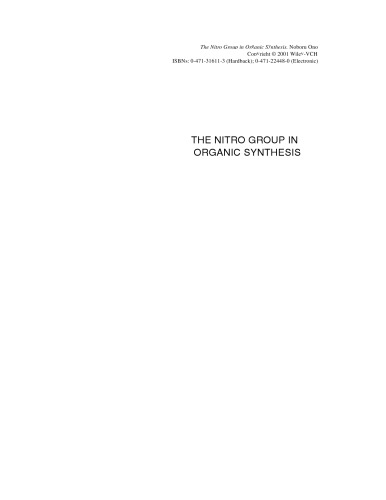 The Nitro Group in Organic Synthesis. Noboru Ono
Copyright © 2001 Wiley-VCH
ISBNs: 0-471-31611-3 (Hardback); 0-471-22448-0 (Electronic)
THE NITRO GROUP IN
ORGANIC SYNTHESIS